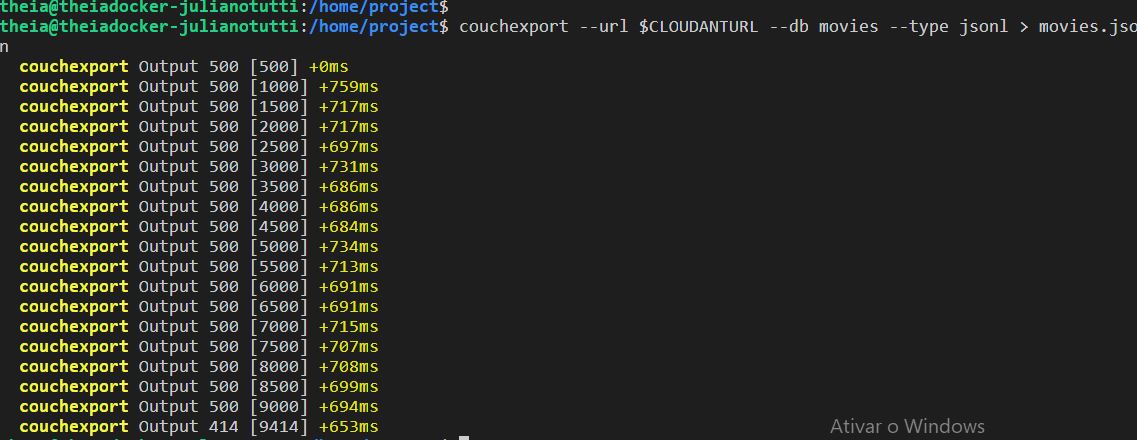 theia@theiadocker-julianotutti:/home/project$
theia@theiadocker-julianotutti:/home/project$ couchexport --url $CLOUDANTURL --db movies --type jsonl > movies.jso
n
couchexport Output 500 [500] +0ms
couchexport Output 500 [1000] +759ms
couchexport Output 500 [1500] +717ms
couchexport Output 500 [2000] +717ms
couchexport Output 500 [2500] +697ms
couchexport Output 500 [3000] +731ms
couchexport Output 500 [3500] +686ms
couchexport Output 500 [4000] +686ms
couchexport Output 500 [4500] +684ms
couchexport Output 500 [5000] +734ms
couchexport Output 500 [5500] +713ms
couchexport Output 500 [6000] +691ms
couchexport Output 500 [6500] +691ms
couchexport Output 500 [7000] +715ms
couchexport Output 500 [7500] +707ms
couchexport Output 500 [8000] +708ms
couchexport Output 500 [8500] +699ms
couchexport Output 500 [9000] +694ms
couchexport Output 414 [9414] +653ms
Ativar o Windows